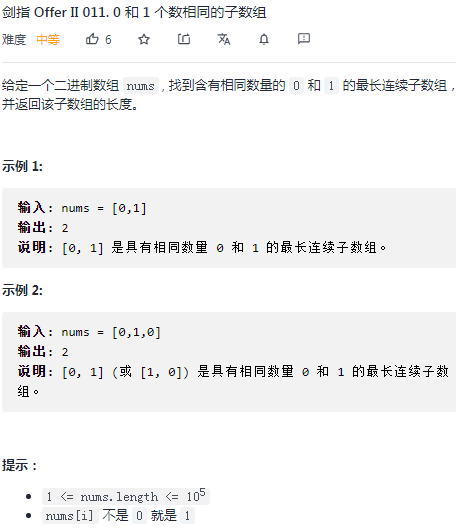 剑指 Offer II 011. 0 和 1 个数相同的子数组
难度 中等 6
给定一个二进制数组 nums , 找到含有相同数量的 0 和 1 的最长连续子数组，
并返回该子数组的长度。
示例 1:
输入: nums = [0,1]
输出: 2
说明: [0, 1] 是具有相同数量 0 和 1 的最长连续子数组。
示例 2:
输入: nums = [0,1,0]
输出: 2
说明: [0, 1] (或 [1, 0]) 是具有相同数量 0 和 1 的最长连续子数
组。
提示：
• 1 <= nums.length <= 10⁵
• nums[i] 不是 0 就是 1